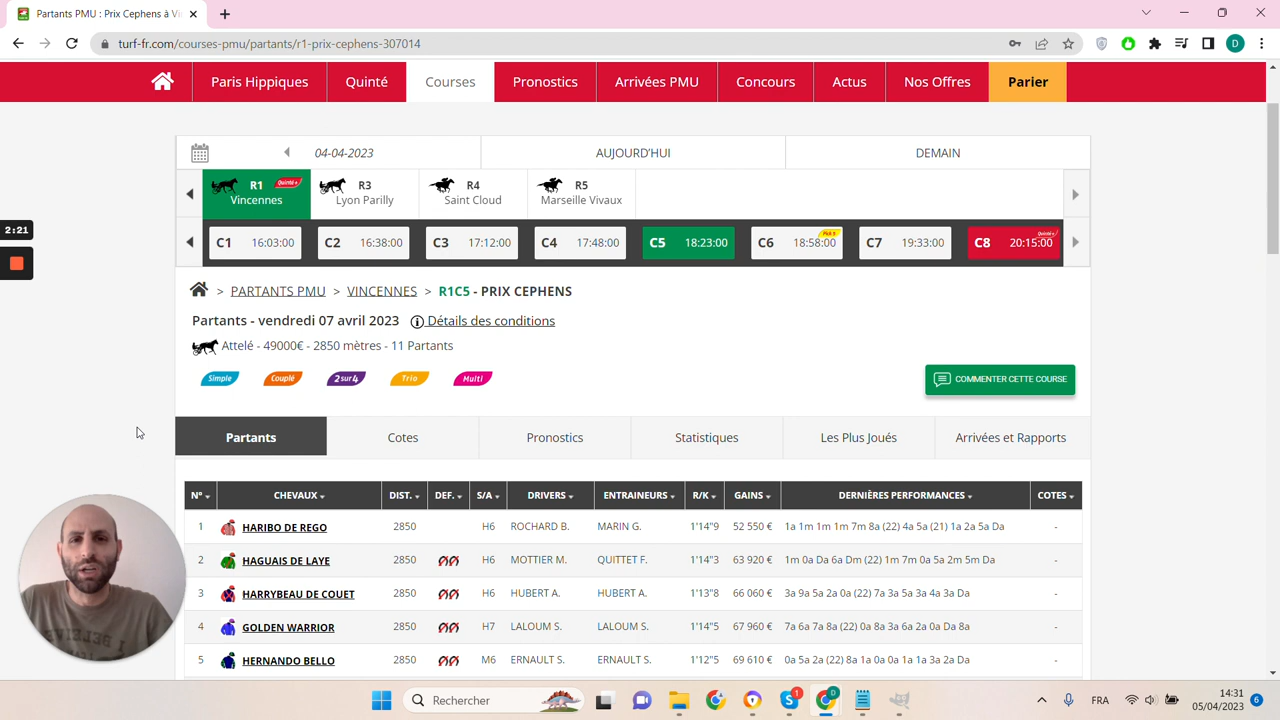 Partants PMU : Prix Cephens à Vi
turf-fr.com/courses-pmu/partants/r1-prix-cephens-307014
D
Paris Hippiques Quinté Courses Pronostics Arrivées PMU Concours Actus Nos Offres Parier
04-04-2023 AUJOURD'HUI DEMAIN
R1 Quinté+ R3 R4 R5
Vincennes Lyon Parilly Saint Cloud Marseille Vivaux
C1 16:03:00 C2 16:38:00 C3 17:12:00 C4 17:48:00 C5 18:23:00 C6 18:58:00 C7 19:33:00 C8 20:15:00 Quinté+
2:21
> PARTANTS PMU > VINCENNES > R1C5 - PRIX CEPHENS
Partants - vendredi 07 avril 2023 Détails des conditions
Attelé - 49000€ - 2850 mètres - 11 Partants
Simple Couplé 2sur4 Trio Multi
COMMENTER CETTE COURSE
Partants Cotes Pronostics Statistiques Les Plus Joués Arrivées et Rapports
N° CHEVAUX DIST. DEF. S/A DRIVERS ENTRAINEURS R/K GAINS DERNIÈRES PERFORMANCES COTES
1 HARIBO DE REGO 2850 H6 ROCHARD B. MARIN G. 1'14"9 52 550 € 1a 1m 1m 1m 7m 8a (22) 4a 5a (21) 1a 2a 5a Da -
2 HAGUAIS DE LAYE 2850 H6 MOTTIER M. QUITTET F. 1'14"3 63 920 € 1m 0a Da 6a Dm (22) 1m 7m 0a 5a 2m 5m Da -
3 HARRYBEAU DE COUET 2850 H6 HUBERT A. HUBERT A. 1'13"8 66 060 € 3a 9a 5a 2a 0a (22) 7a 3a 5a 3a 4a 3a Da -
4 GOLDEN WARRIOR 2850 H7 LALOUM S. LALOUM S. 1'14"5 67 960 € 7a 6a 7a 8a (22) 0a 8a 3a 6a 2a 0a Da 8a -
5 HERNANDO BELLO 2850 M6 ERNAULT S. ERNAULT S. 1'12"5 69 610 € 0a 5a 2a (22) 8a 1a 0a 0a 1a 1a 3a 2a Da -
Rechercher
1
D
FRA
14:31
05/04/2023
6